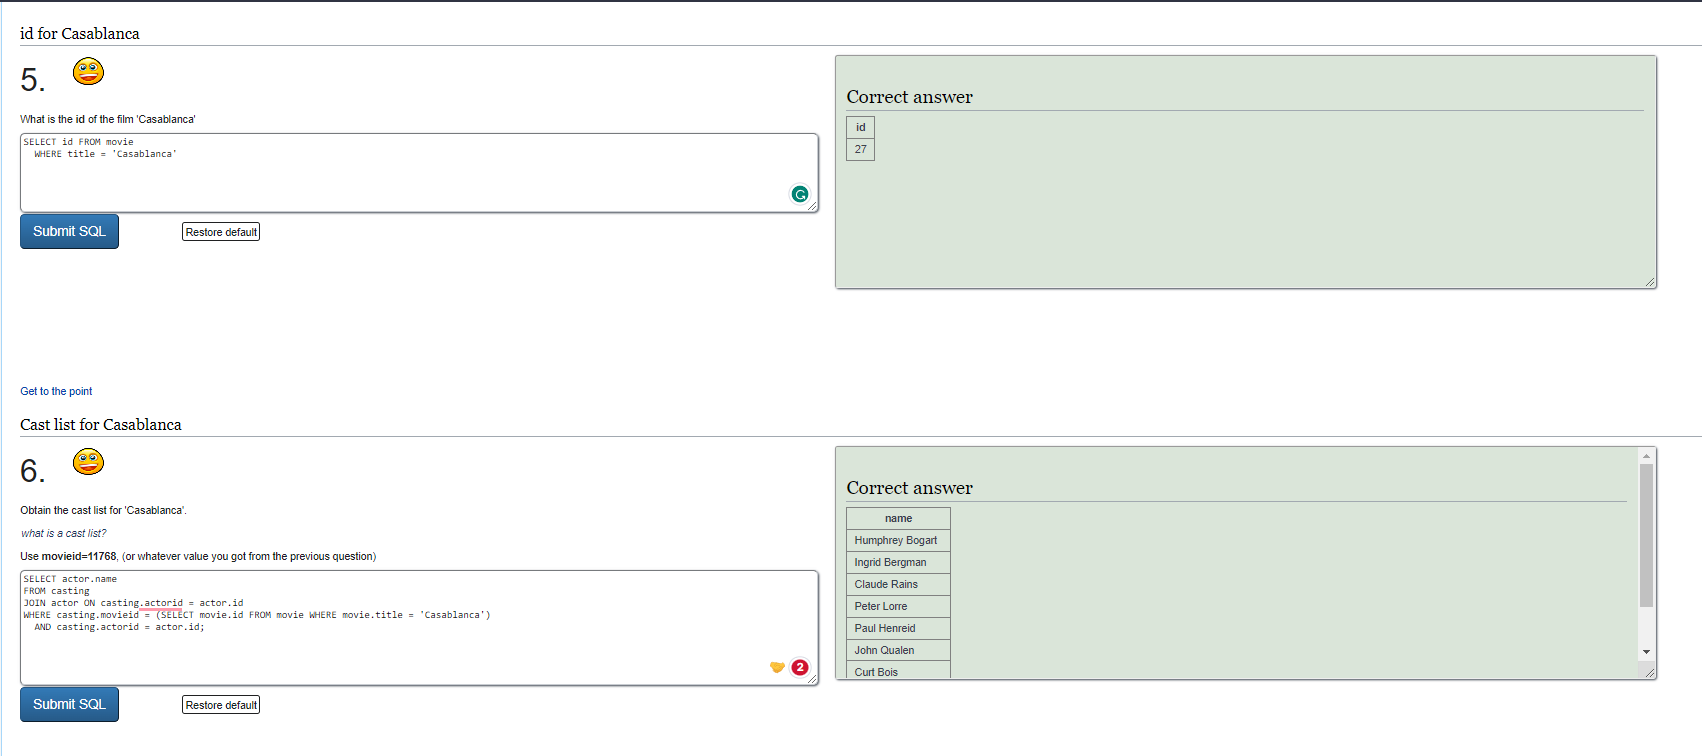 id for Casablanca
5.
What is the id of the film 'Casablanca'
SELECT id FROM movie
WHERE title = 'Casablanca'
Submit SQL
Restore default
Correct answer
id
27
Get to the point
Cast list for Casablanca
6.
Obtain the cast list for 'Casablanca'.
what is a cast list?
Use movieid=11768, (or whatever value you got from the previous question)
SELECT actor.name
FROM casting
JOIN actor ON casting.actorid = actor.id
WHERE casting.movieid = (SELECT movie.id FROM movie WHERE movie.title = 'Casablanca')
AND casting.actorid = actor.id;
2
Submit SQL
Restore default
Correct answer
name
Humphrey Bogart
Ingrid Bergman
Claude Rains
Peter Lorre
Paul Henreid
John Qualen
Curt Bois